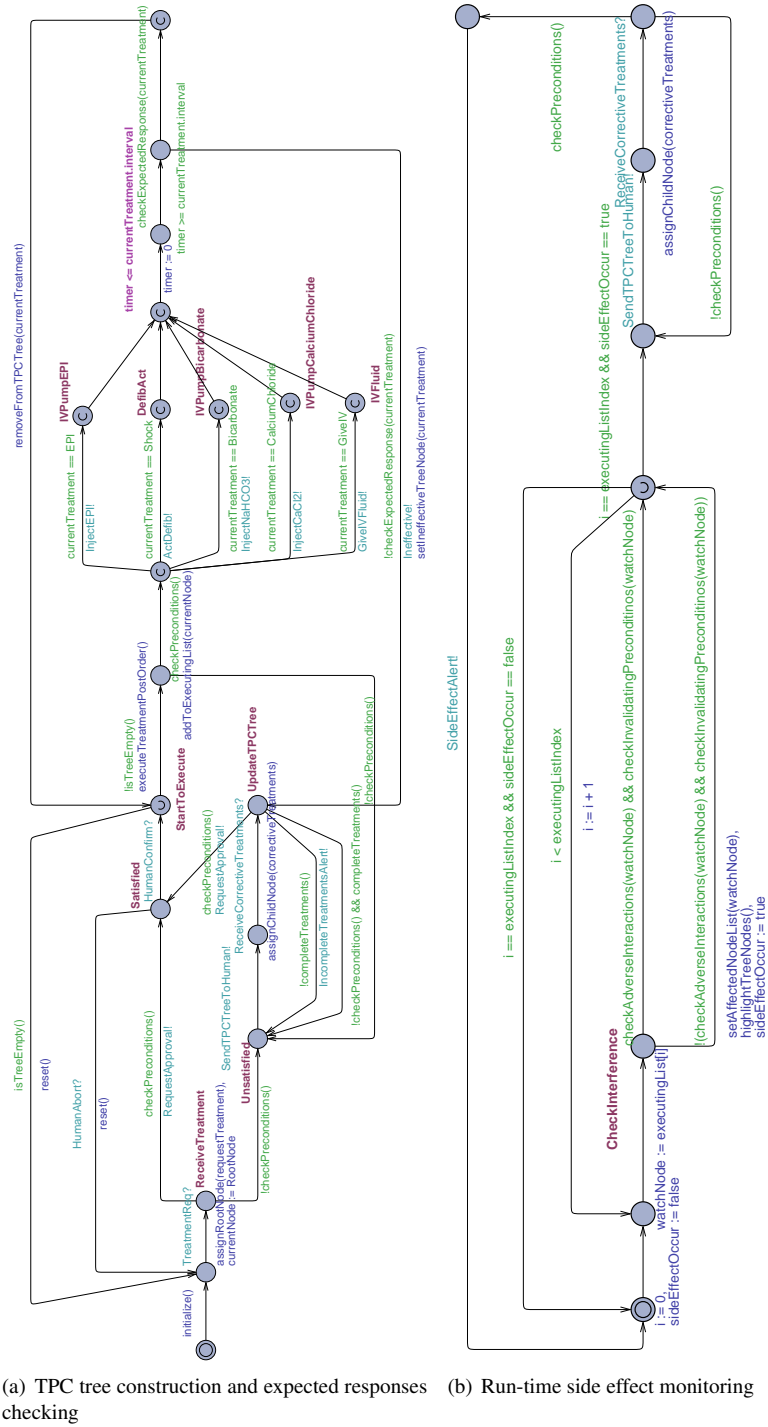 removeFromTPCTree(currentTreatment)
isTreeEmpty()
reset()
HumanAbort?
reset()
initialize()
TreatmentReq?
ReceiveTreatment
assignRootNode(requestTreatment),
currentNode := RootNode
checkPreconditions()
RequestApproval!
!checkPreconditions()
Satisfied
HumanConfirm?
Unsatisfied
SendTPCTreeToHuman!
ReceiveCorrectiveTreatments?
assignChildNode(correctiveTreatments)
UpdateTPCTree
checkPreconditions()
RequestApproval!
!completeTreatments()
IncompleteTreatmentsAlert!
!checkPreconditions() && completeTreatments()
!checkPreconditions()
StartToExecute
!isTreeEmpty()
executeTreatmentPostOrder()
checkPreconditions()
addToExecutingList(currentNode)
currentTreatment == EPI
InjectEPI!
IVPumpEPI
currentTreatment == Shock
ActDefib!
DefibAct
currentTreatment == Bicarbonate
InjectNaHCO3!
IVPumpBicarbonate
currentTreatment == CalciumChloride
InjectCaCl2!
IVPumpCalciumChloride
currentTreatment == GiveIV
GiveIVFluid!
IVFluid
timer := 0
timer <= currentTreatment.interval
timer >= currentTreatment.interval
checkExpectedResponse(currentTreatment)
!checkExpectedResponse(currentTreatment)
Ineffective!
setIneffectiveTreeNode(currentTreatment)
C
C
C
C
C
C
C
C
U
(a) TPC tree construction and expected responses
checking
SideEffectAlert!
i == executingListIndex && sideEffectOccur == false
i < executingListIndex
i := i + 1
i := 0,
sideEffectOccur := false
watchNode := executingList[i]
CheckInterference
checkAdverseInteractions(watchNode) && checkInvalidatingPreconditinos(watchNode)
!(checkAdverseInteractions(watchNode) && checkInvalidatingPreconditinos(watchNode))
setAffectedNodeList(watchNode),
highlightTreeNodes(),
sideEffectOccur := true
U
i == executingListIndex && sideEffectOccur == true
SendTPCTreeToHuman!
ReceiveCorrectiveTreatments?
assignChildNode(correctiveTreatments)
!checkPreconditions()
checkPreconditions()
(b) Run-time side effect monitoring